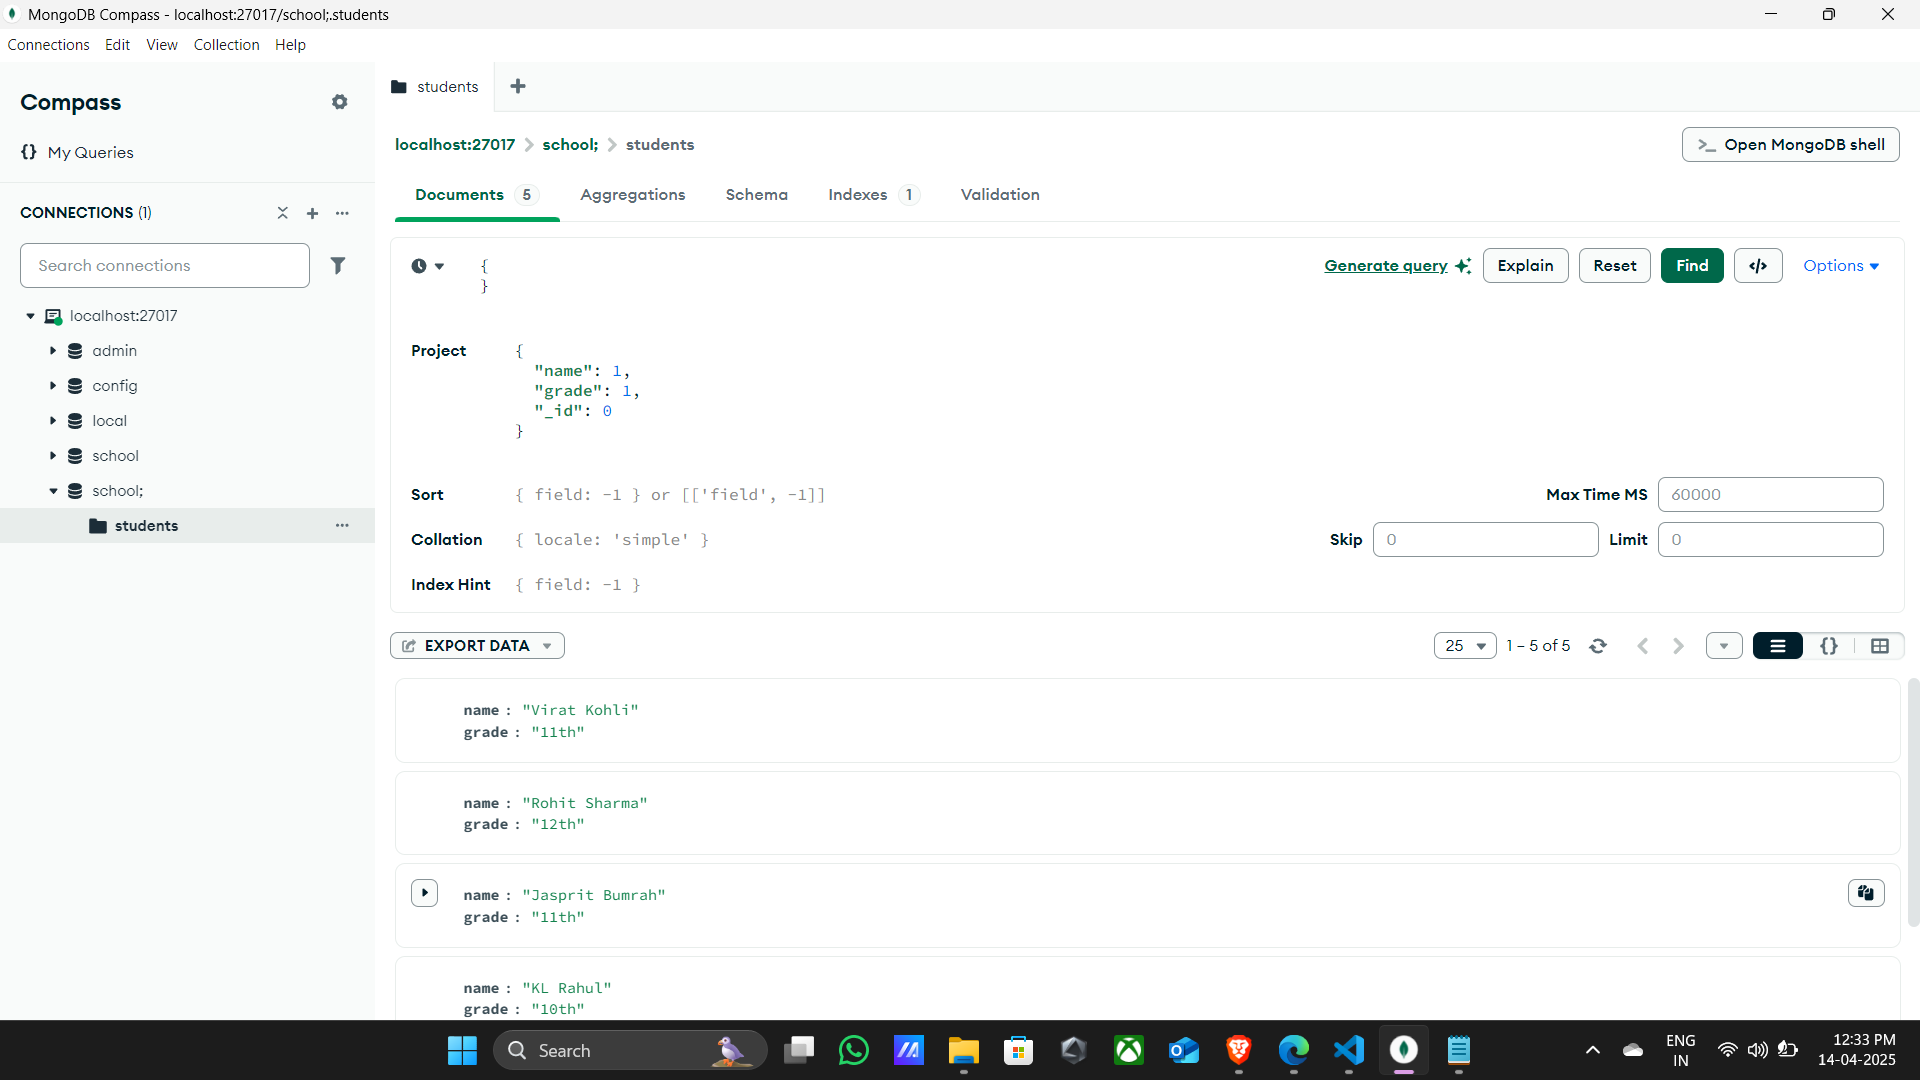 MongoDB Compass - localhost:27017/school;.students
Connections Edit View Collection Help
Compass
{} My Queries
CONNECTIONS (1)
Search connections
localhost:27017
admin
config
local
school
school;
students
students
localhost:27017 > school; > students
>_ Open MongoDB shell
Documents 5 Aggregations Schema Indexes 1 Validation
{
}
Generate query Explain Reset Find </> Options
Project {
"name": 1,
"grade": 1,
"_id": 0
}
Sort { field: -1 } or [['field', -1]]
Max Time MS 60000
Collation { locale: 'simple' }
Skip 0 Limit 0
Index Hint { field: -1 }
EXPORT DATA
25 1 – 5 of 5 {}
name : "Virat Kohli"
grade : "11th"
name : "Rohit Sharma"
grade : "12th"
name : "Jasprit Bumrah"
grade : "11th"
name : "KL Rahul"
grade : "10th"
Search
ENG
IN
12:33 PM
14-04-2025